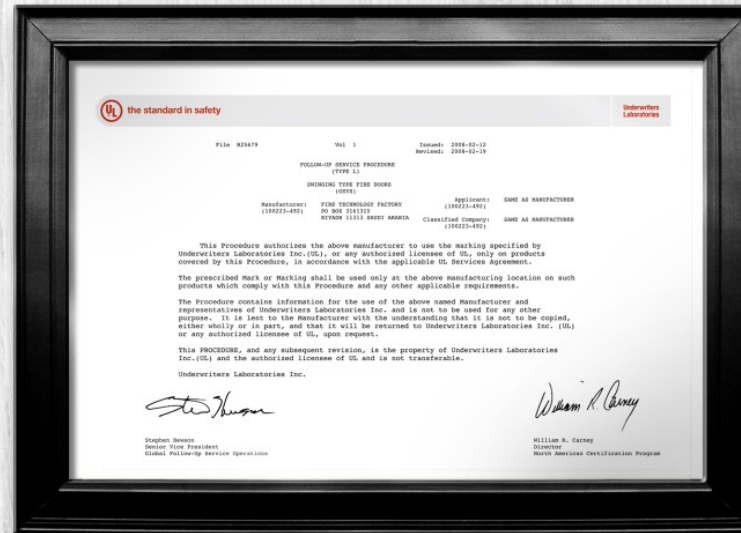 UL the standard in safety
Underwriters
Laboratories
File R25679 Vol 1 Issued: 2008-02-12
Revised: 2008-02-19
FOLLOW-UP SERVICE PROCEDURE
(TYPE L)
SWINGING TYPE FIRE DOORS
(GSYX)
Manufacturer: FIRE TECHNOLOGY FACTORY
(100223-492) PO BOX 3161315
RIYADH 11313 SAUDI ARABIA
Applicant: SAME AS MANUFACTURER
(100223-492)
Classified Company: SAME AS MANUFACTURER
(100223-492)
This Procedure authorizes the above manufacturer to use the marking specified by
Underwriters Laboratories Inc.(UL), or any authorized licensee of UL, only on products
covered by this Procedure, in accordance with the applicable UL Services Agreement.
The prescribed Mark or Marking shall be used only at the above manufacturing location on such
products which comply with this Procedure and any other applicable requirements.
The Procedure contains information for the use of the above named Manufacturer and
representatives of Underwriters Laboratories Inc. and is not to be used for any other
purpose. It is lent to the Manufacturer with the understanding that it is not to be copied,
either wholly or in part, and that it will be returned to Underwriters Laboratories Inc. (UL)
or any authorized licensee of UL, upon request.
This PROCEDURE, and any subsequent revision, is the property of Underwriters Laboratories
Inc.(UL) and the authorized licensee of UL and is not transferable.
Underwriters Laboratories Inc.
William R. Carney
Stephen Hewson
Senior Vice President
Global Follow-Up Service Operations
William R. Carney
Director
North American Certification Program